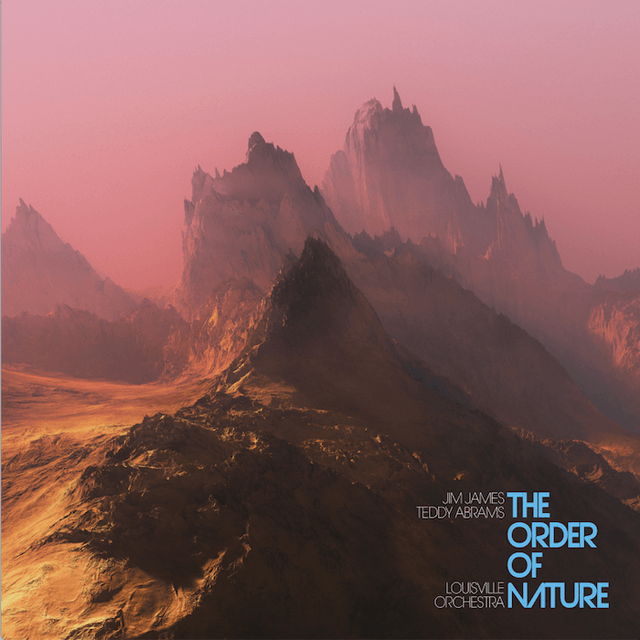 JIM JAMES
TEDDY ABRAMS
THE
ORDER
OF
NATURE
LOUISVILLE
ORCHESTRA